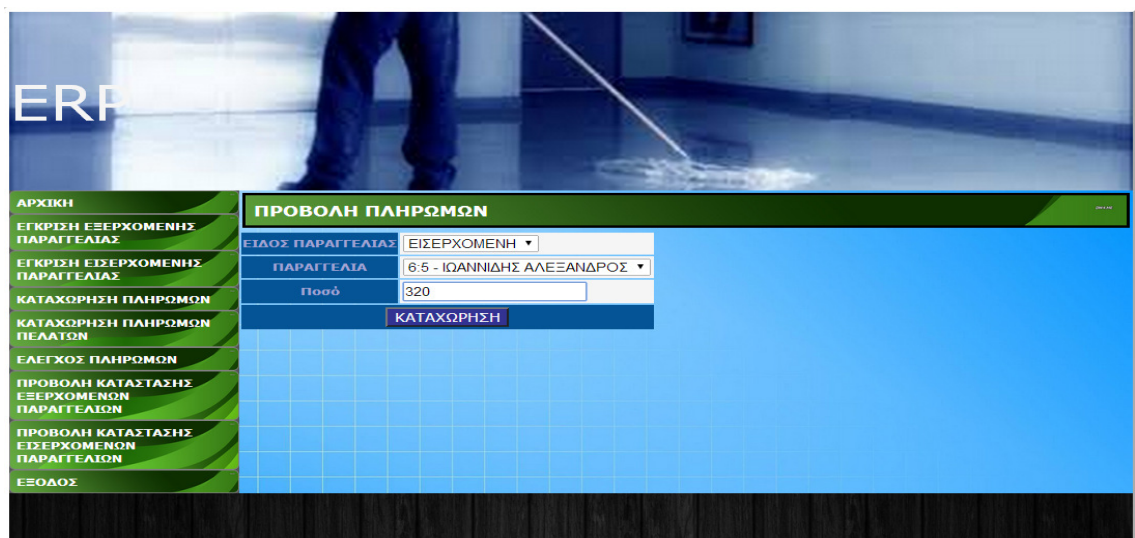 ERP
ΑΡΧΙΚΗ
ΕΓΚΡΙΣΗ ΕΞΕΡΧΟΜΕΝΗΣ
ΠΑΡΑΓΓΕΛΙΑΣ
ΕΓΚΡΙΣΗ ΕΙΣΕΡΧΟΜΕΝΗΣ
ΠΑΡΑΓΓΕΛΙΑΣ
ΚΑΤΑΧΩΡΗΣΗ ΠΛΗΡΩΜΩΝ
ΚΑΤΑΧΩΡΗΣΗ ΠΛΗΡΩΜΩΝ
ΠΕΛΑΤΩΝ
ΕΛΕΓΧΟΣ ΠΛΗΡΩΜΩΝ
ΠΡΟΒΟΛΗ ΚΑΤΑΣΤΑΣΗΣ
ΕΞΕΡΧΟΜΕΝΩΝ
ΠΑΡΑΓΓΕΛΙΩΝ
ΠΡΟΒΟΛΗ ΚΑΤΑΣΤΑΣΗΣ
ΕΙΣΕΡΧΟΜΕΝΩΝ
ΠΑΡΑΓΓΕΛΙΩΝ
ΕΞΟΔΟΣ
ΠΡΟΒΟΛΗ ΠΛΗΡΩΜΩΝ
ΕΙΔΟΣ ΠΑΡΑΓΓΕΛΙΑΣ ΕΙΣΕΡΧΟΜΕΝΗ
ΠΑΡΑΓΓΕΛΙΑ 6:5 - ΙΩΑΝΝΙΔΗΣ ΑΛΕΞΑΝΔΡΟΣ
Ποσό 320
ΚΑΤΑΧΩΡΗΣΗ